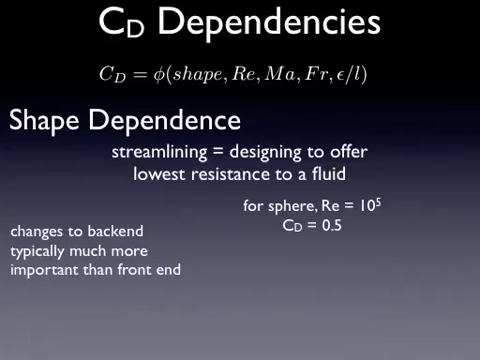 C_D Dependencies
C_D = ϕ(shape, Re, Ma, Fr, ϵ/l)
Shape Dependence
streamlining = designing to offer
lowest resistance to a fluid
for sphere, Re = 10^5
C_D = 0.5
changes to backend
typically much more
important than front end